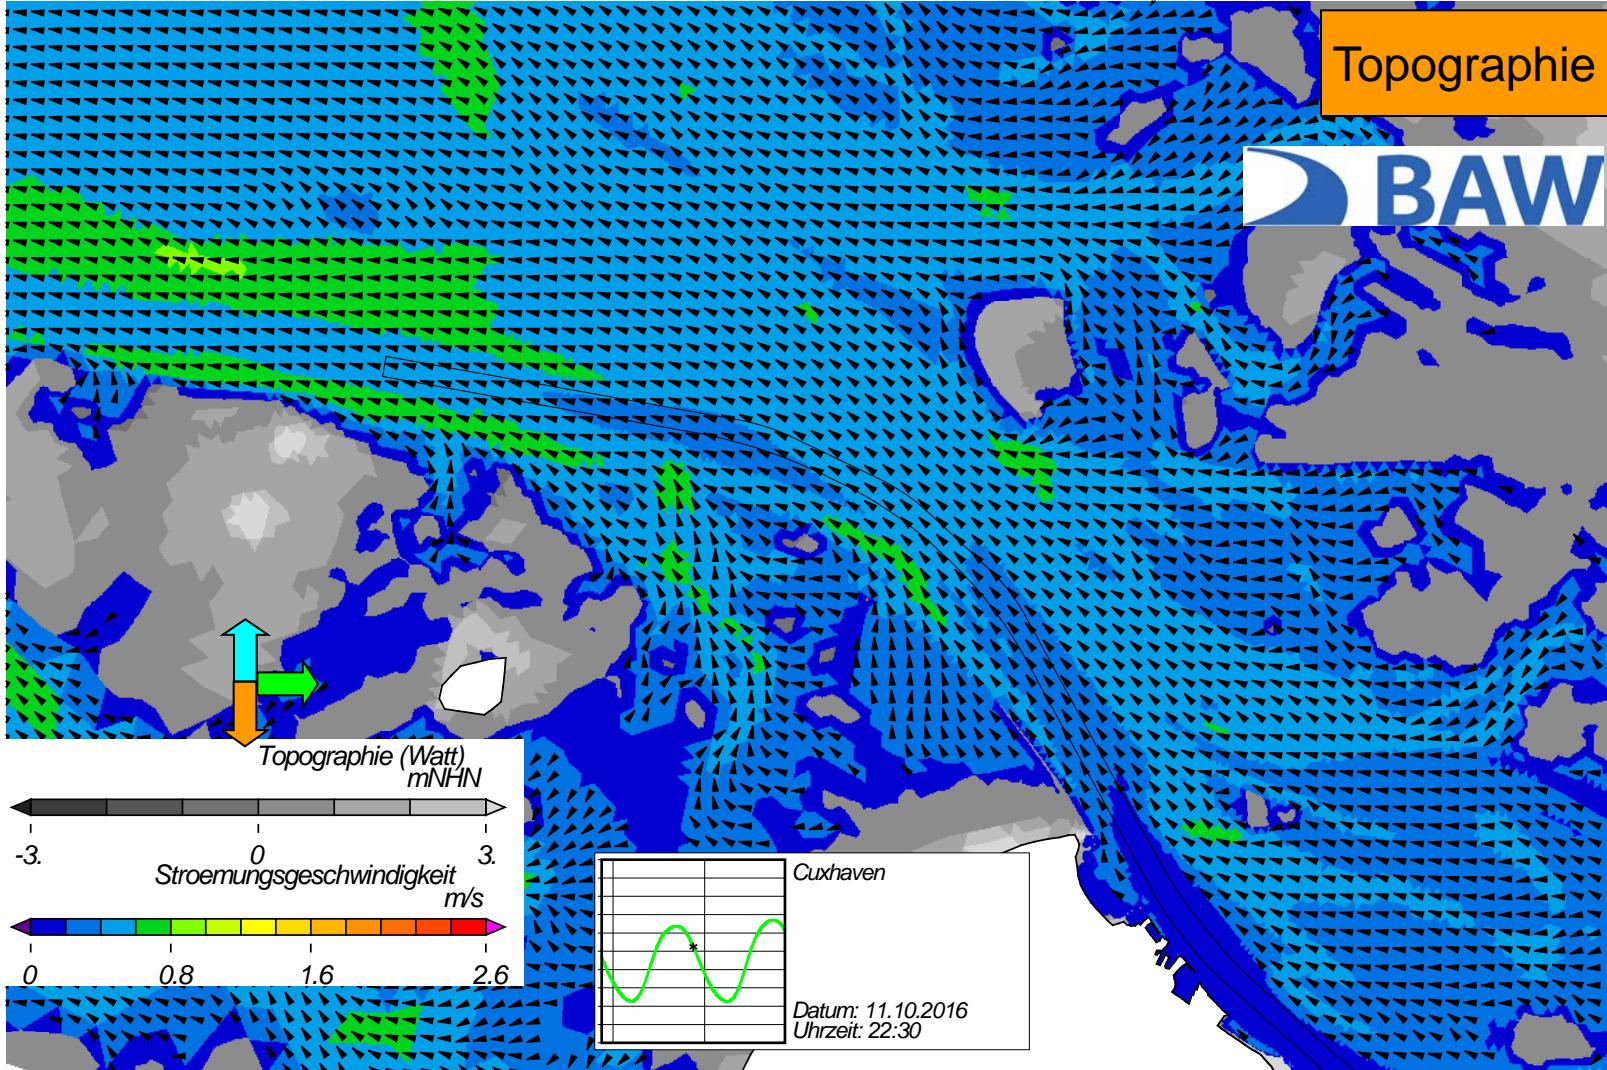 Topographie
BAW
Topographie (Watt)
mNHN
-3. 0 3.
Stroemungsgeschwindigkeit
m/s
0 0.8 1.6 2.6
Cuxhaven
Datum: 11.10.2016
Uhrzeit: 22:30